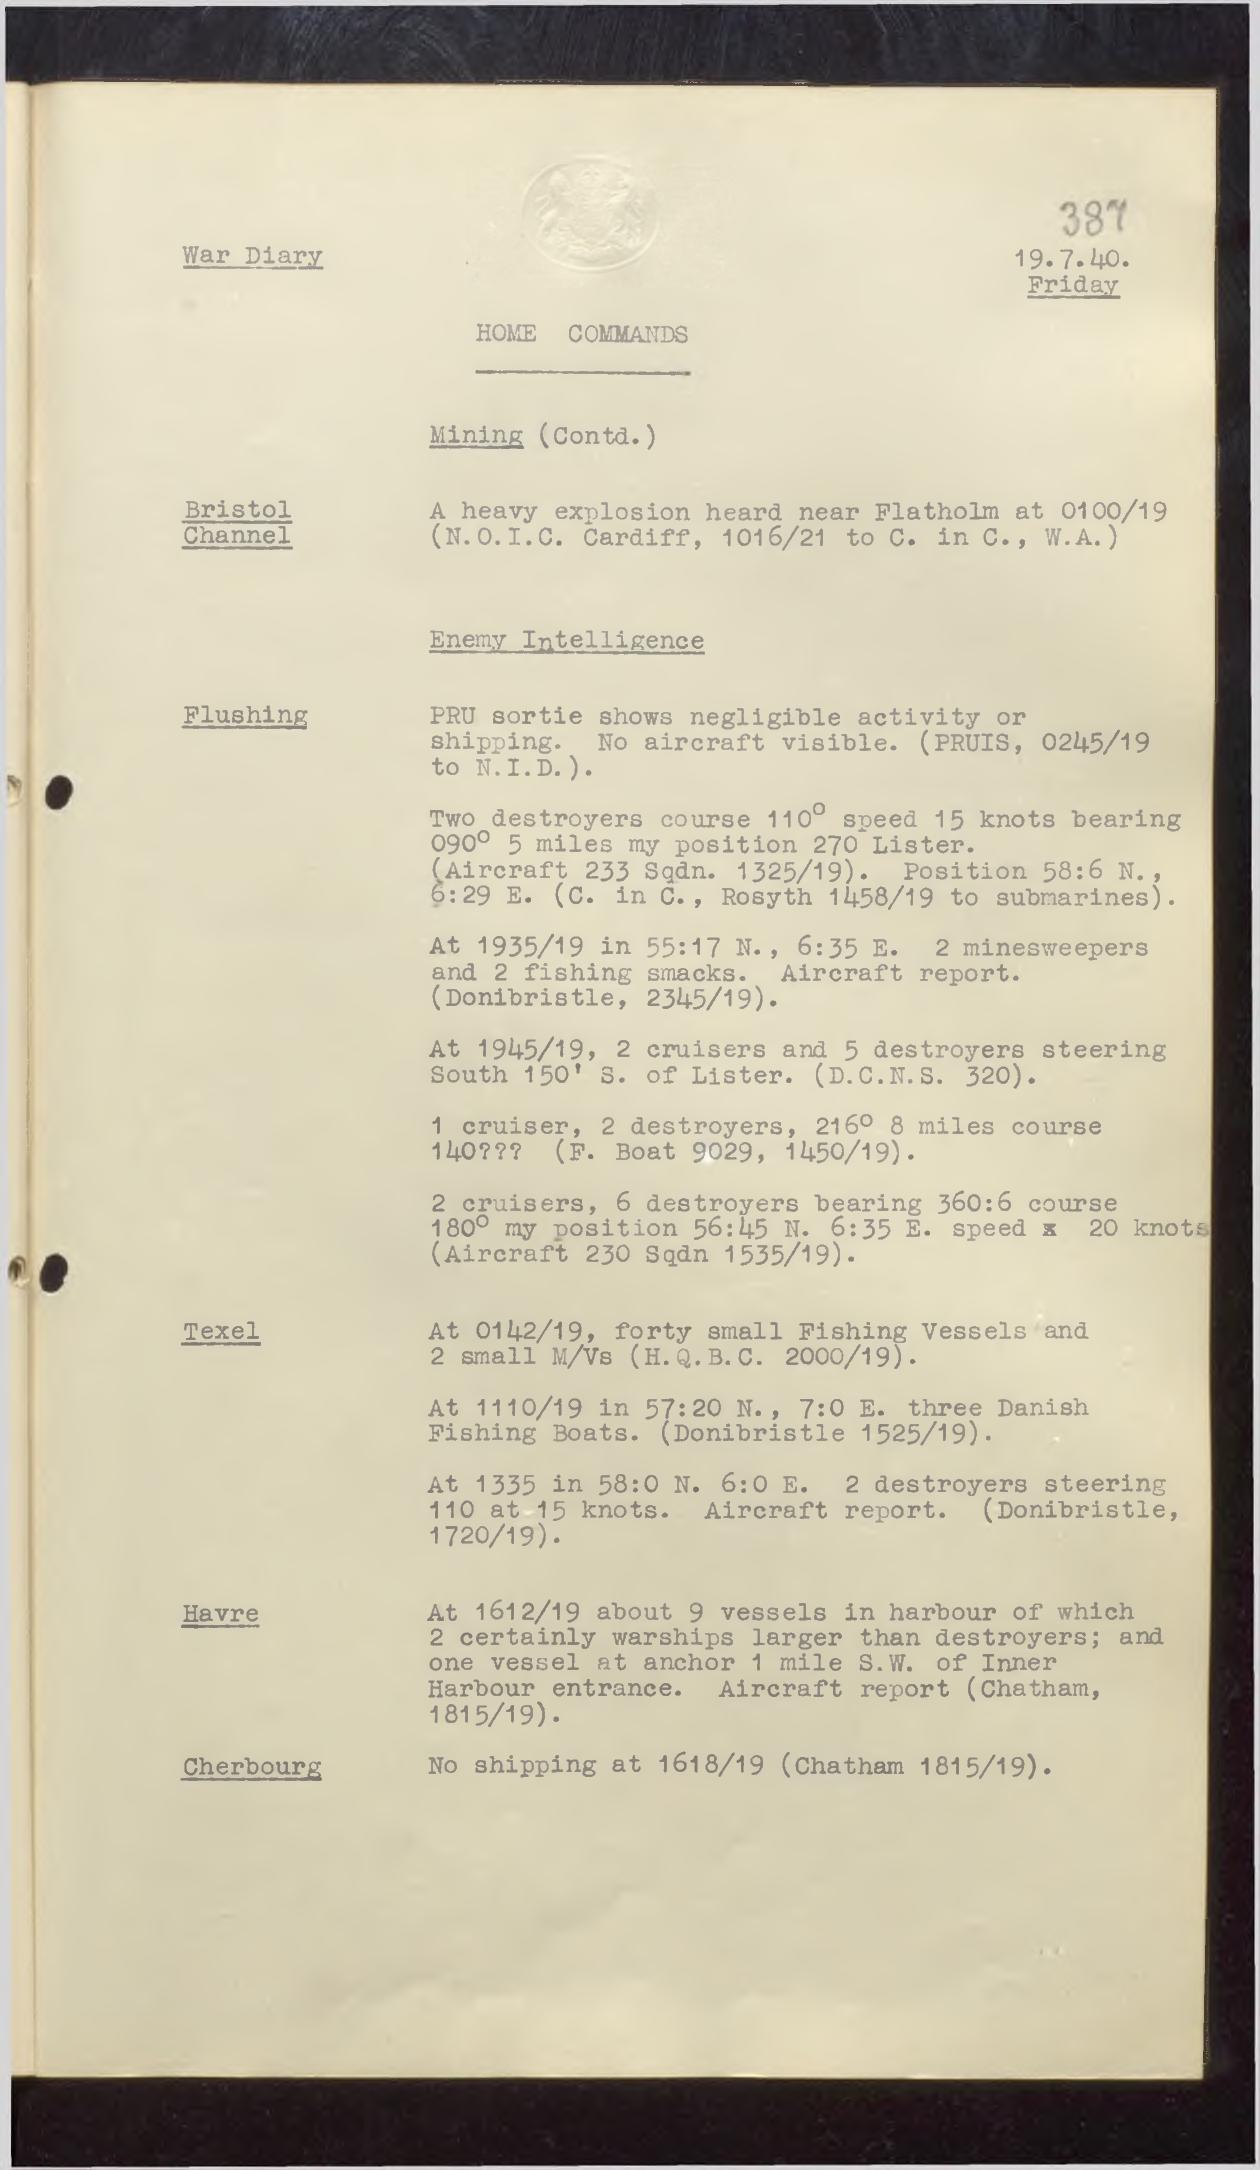 387
War Diary
19.7.40.
Friday
HOME COMMANDS
Mining (Contd.)
Bristol
Channel
A heavy explosion heard near Flatholm at 0100/19
(N.O.I.C. Cardiff, 1016/21 to C. in C., W.A.)
Enemy Intelligence
Flushing
PRU sortie shows negligible activity or
shipping. No aircraft visible. (PRUIS, 0245/19
to N.I.D.).
Two destroyers course 110° speed 15 knots bearing
090° 5 miles my position 270 Lister.
(Aircraft 233 Sqdn. 1325/19). Position 58:6 N.,
6:29 E. (C. in C., Rosyth 1458/19 to submarines).
At 1935/19 in 55:17 N., 6:35 E. 2 minesweepers
and 2 fishing smacks. Aircraft report.
(Donibristle, 2345/19).
At 1945/19, 2 cruisers and 5 destroyers steering
South 150' S. of Lister. (D.C.N.S. 320).
1 cruiser, 2 destroyers, 216° 8 miles course
140??? (F. Boat 9029, 1450/19).
2 cruisers, 6 destroyers bearing 360:6 course
180° my position 56:45 N. 6:35 E. speed x 20 knots
(Aircraft 230 Sqdn 1535/19).
Texel
At 0142/19, forty small Fishing Vessels and
2 small M/Vs (H.Q.B.C. 2000/19).
At 1110/19 in 57:20 N., 7:0 E. three Danish
Fishing Boats. (Donibristle 1525/19).
At 1335 in 58:0 N. 6:0 E. 2 destroyers steering
110 at 15 knots. Aircraft report. (Donibristle,
1720/19).
Havre
At 1612/19 about 9 vessels in harbour of which
2 certainly warships larger than destroyers; and
one vessel at anchor 1 mile S.W. of Inner
Harbour entrance. Aircraft report (Chatham,
1815/19).
Cherbourg
No shipping at 1618/19 (Chatham 1815/19).